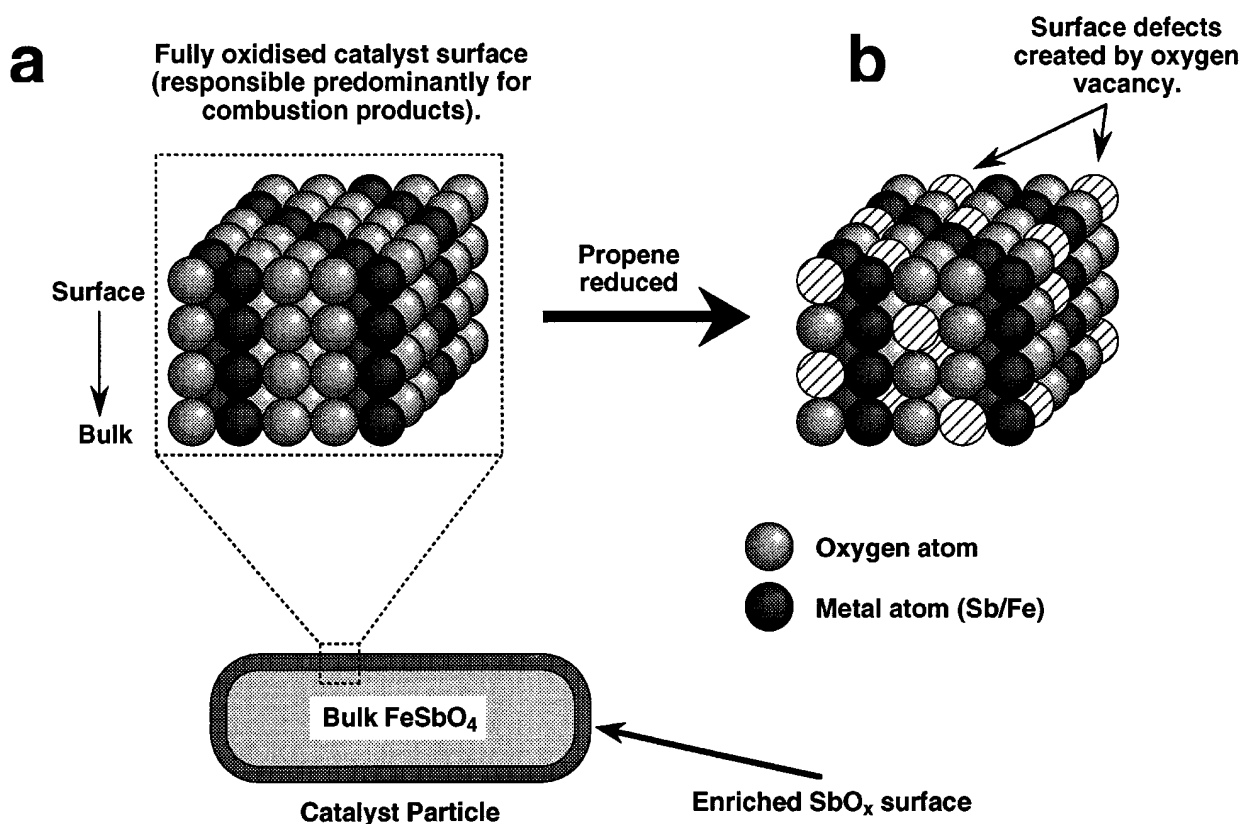 a
Fully oxidised catalyst surface
(responsible predominantly for
combustion products).
b
Surface defects
created by oxygen
vacancy.
Surface
Bulk
Propene
reduced
Oxygen atom
Metal atom (Sb/Fe)
Bulk FeSbO₄
Catalyst Particle
Enriched SbOₓ surface